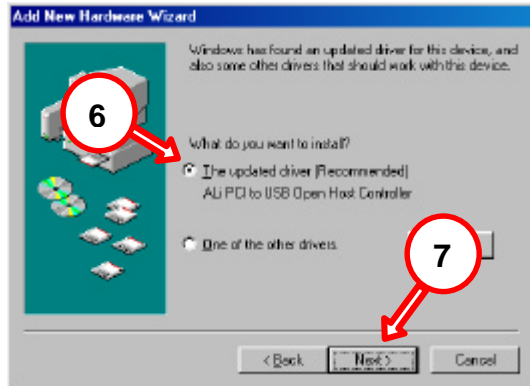 Add New Hardware Wizard
Windows has found an updated driver for this device, and
also some other drivers that should work with this device.
6
What do you want to install?
The updated driver (Recommended)
ALi PCI to USB Open Host Controller
One of the other drivers.
7
< Back
Next >
Cancel